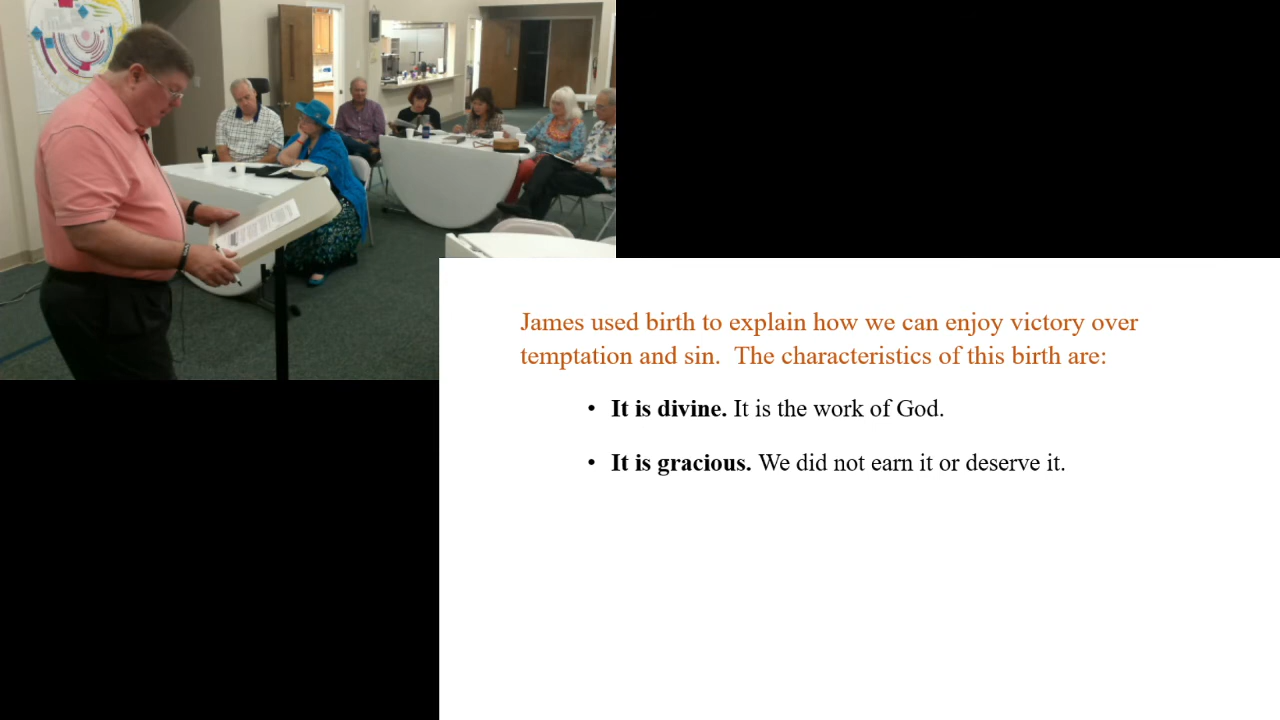 James used birth to explain how we can enjoy victory over
temptation and sin.  The characteristics of this birth are:
• It is divine. It is the work of God.
• It is gracious. We did not earn it or deserve it.